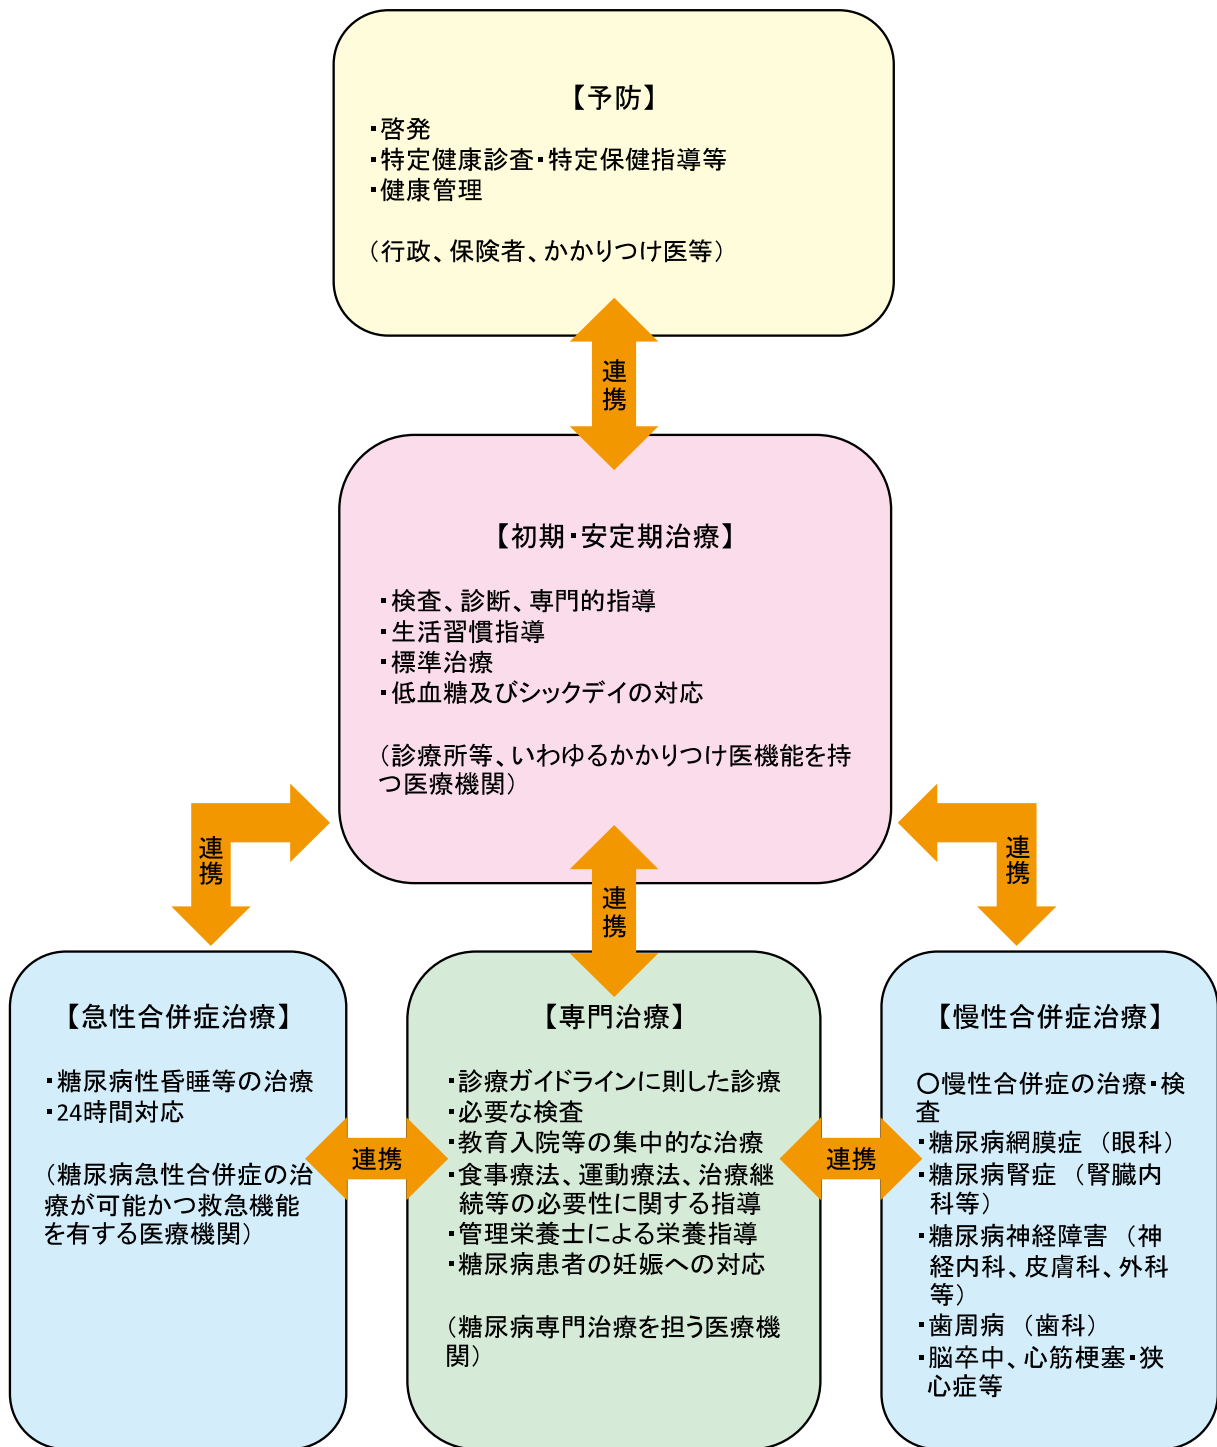 【予防】
・啓発
・特定健康診査・特定保健指導等
・健康管理
（行政、保険者、かかりつけ医等）
連携
【初期・安定期治療】
・検査、診断、専門的指導
・生活習慣指導
・標準治療
・低血糖及びシックデイの対応
（診療所等、いわゆるかかりつけ医機能を持
つ医療機関）
連携
連携
連携
【急性合併症治療】
・糖尿病性昏睡等の治療
・24時間対応
（糖尿病急性合併症の治
療が可能かつ救急機能
を有する医療機関）
連携
【専門治療】
・診療ガイドラインに則した診療
・必要な検査
・教育入院等の集中的な治療
・食事療法、運動療法、治療継
続等の必要性に関する指導
・管理栄養士による栄養指導
・糖尿病患者の妊娠への対応
（糖尿病専門治療を担う医療機
関）
連携
【慢性合併症治療】
〇慢性合併症の治療・検
査
・糖尿病網膜症（眼科）
・糖尿病腎症（腎臓内
科等）
・糖尿病神経障害（神
経内科、皮膚科、外科
等）
・歯周病（歯科）
・脳卒中、心筋梗塞・狭
心症等